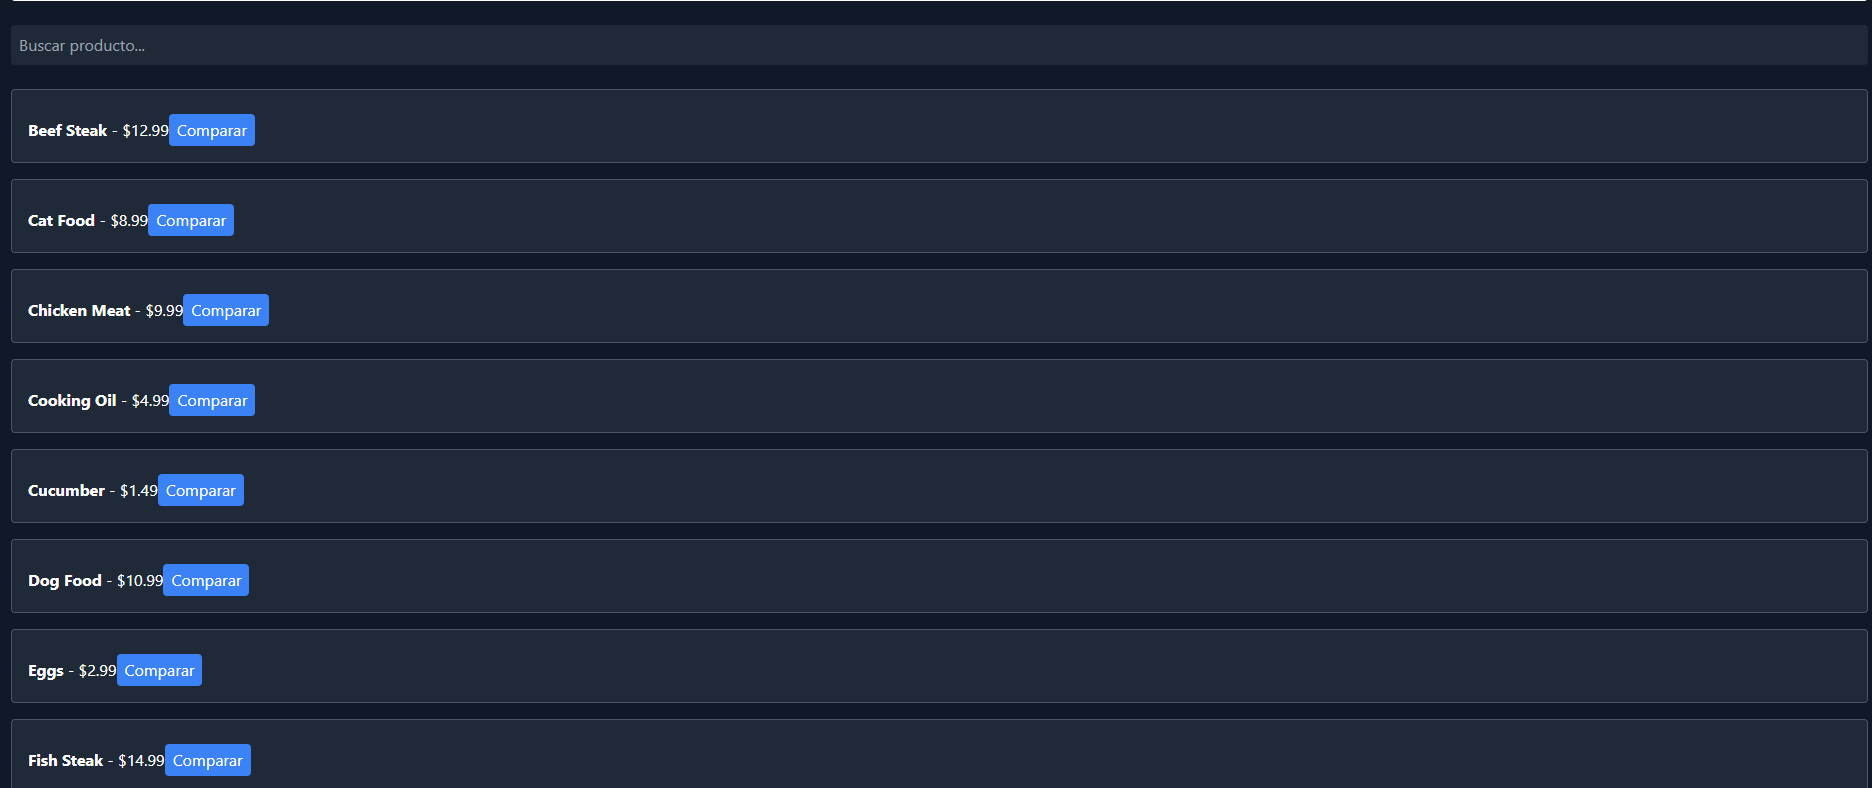 Buscar producto...
Beef Steak - $12.99 Comparar
Cat Food - $8.99 Comparar
Chicken Meat - $9.99 Comparar
Cooking Oil - $4.99 Comparar
Cucumber - $1.49 Comparar
Dog Food - $10.99 Comparar
Eggs - $2.99 Comparar
Fish Steak - $14.99 Comparar